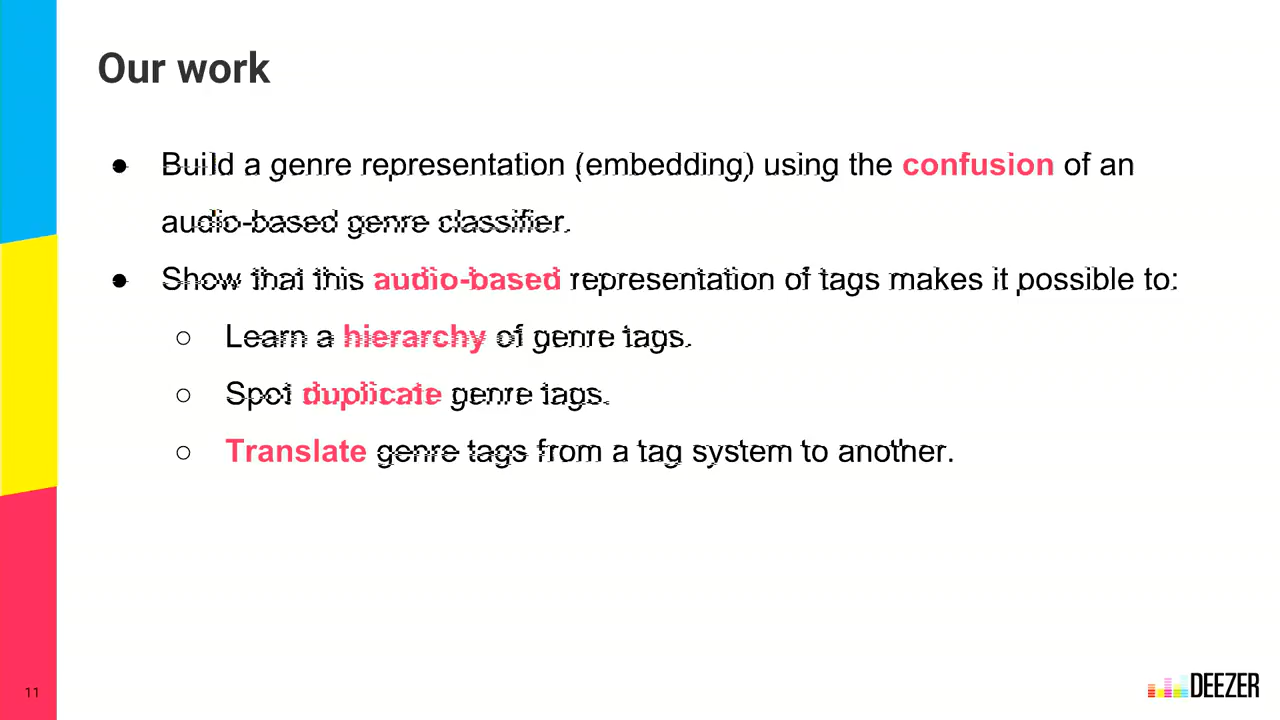 Our work
● Build a genre representation (embedding) using the confusion of an
audio-based genre classifier.
● Show that this audio-based representation of tags makes it possible to:
○ Learn a hierarchy of genre tags.
○ Spot duplicate genre tags.
○ Translate genre tags from a tag system to another.
11
DEEZER